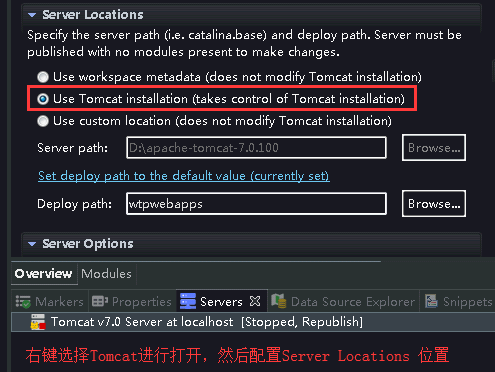 Server Locations
Specify the server path (i.e. catalina.base) and deploy path. Server must be
published with no modules present to make changes.
Use workspace metadata (does not modify Tomcat installation)
Use Tomcat installation (takes control of Tomcat installation)
Use custom location (does not modify Tomcat installation)
Server path: D:\apache-tomcat-7.0.100 Browse...
Set deploy path to the default value (currently set)
Deploy path: wtpwebapps Browse...
Server Options
Overview Modules
Markers Properties Servers Data Source Explorer Snippets
Tomcat v7.0 Server at localhost [Stopped, Republish]
右键选择Tomcat进行打开，然后配置Server Locations 位置